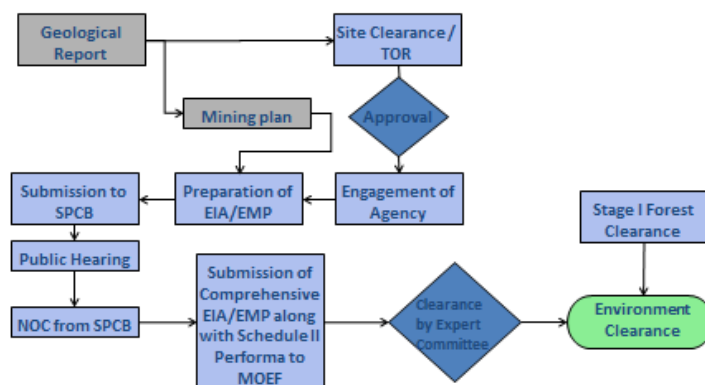 Geological
Report
Site Clearance /
TOR
Mining plan
Approval
Submission to
SPCB
Preparation of
EIA/EMP
Engagement of
Agency
Stage I Forest
Clearance
Public Hearing
NOC from SPCB
Submission of
Comprehensive
EIA/EMP along
with Schedule II
Performa to
MOEF
Clearance
by Expert
Committee
Environment
Clearance